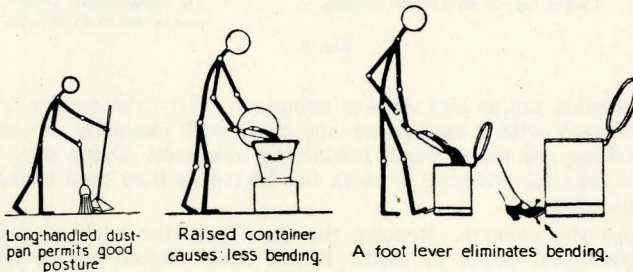 Long-handled dust-
pan permits good
posture
Raised container
causes less bending.
A foot lever eliminates bending.